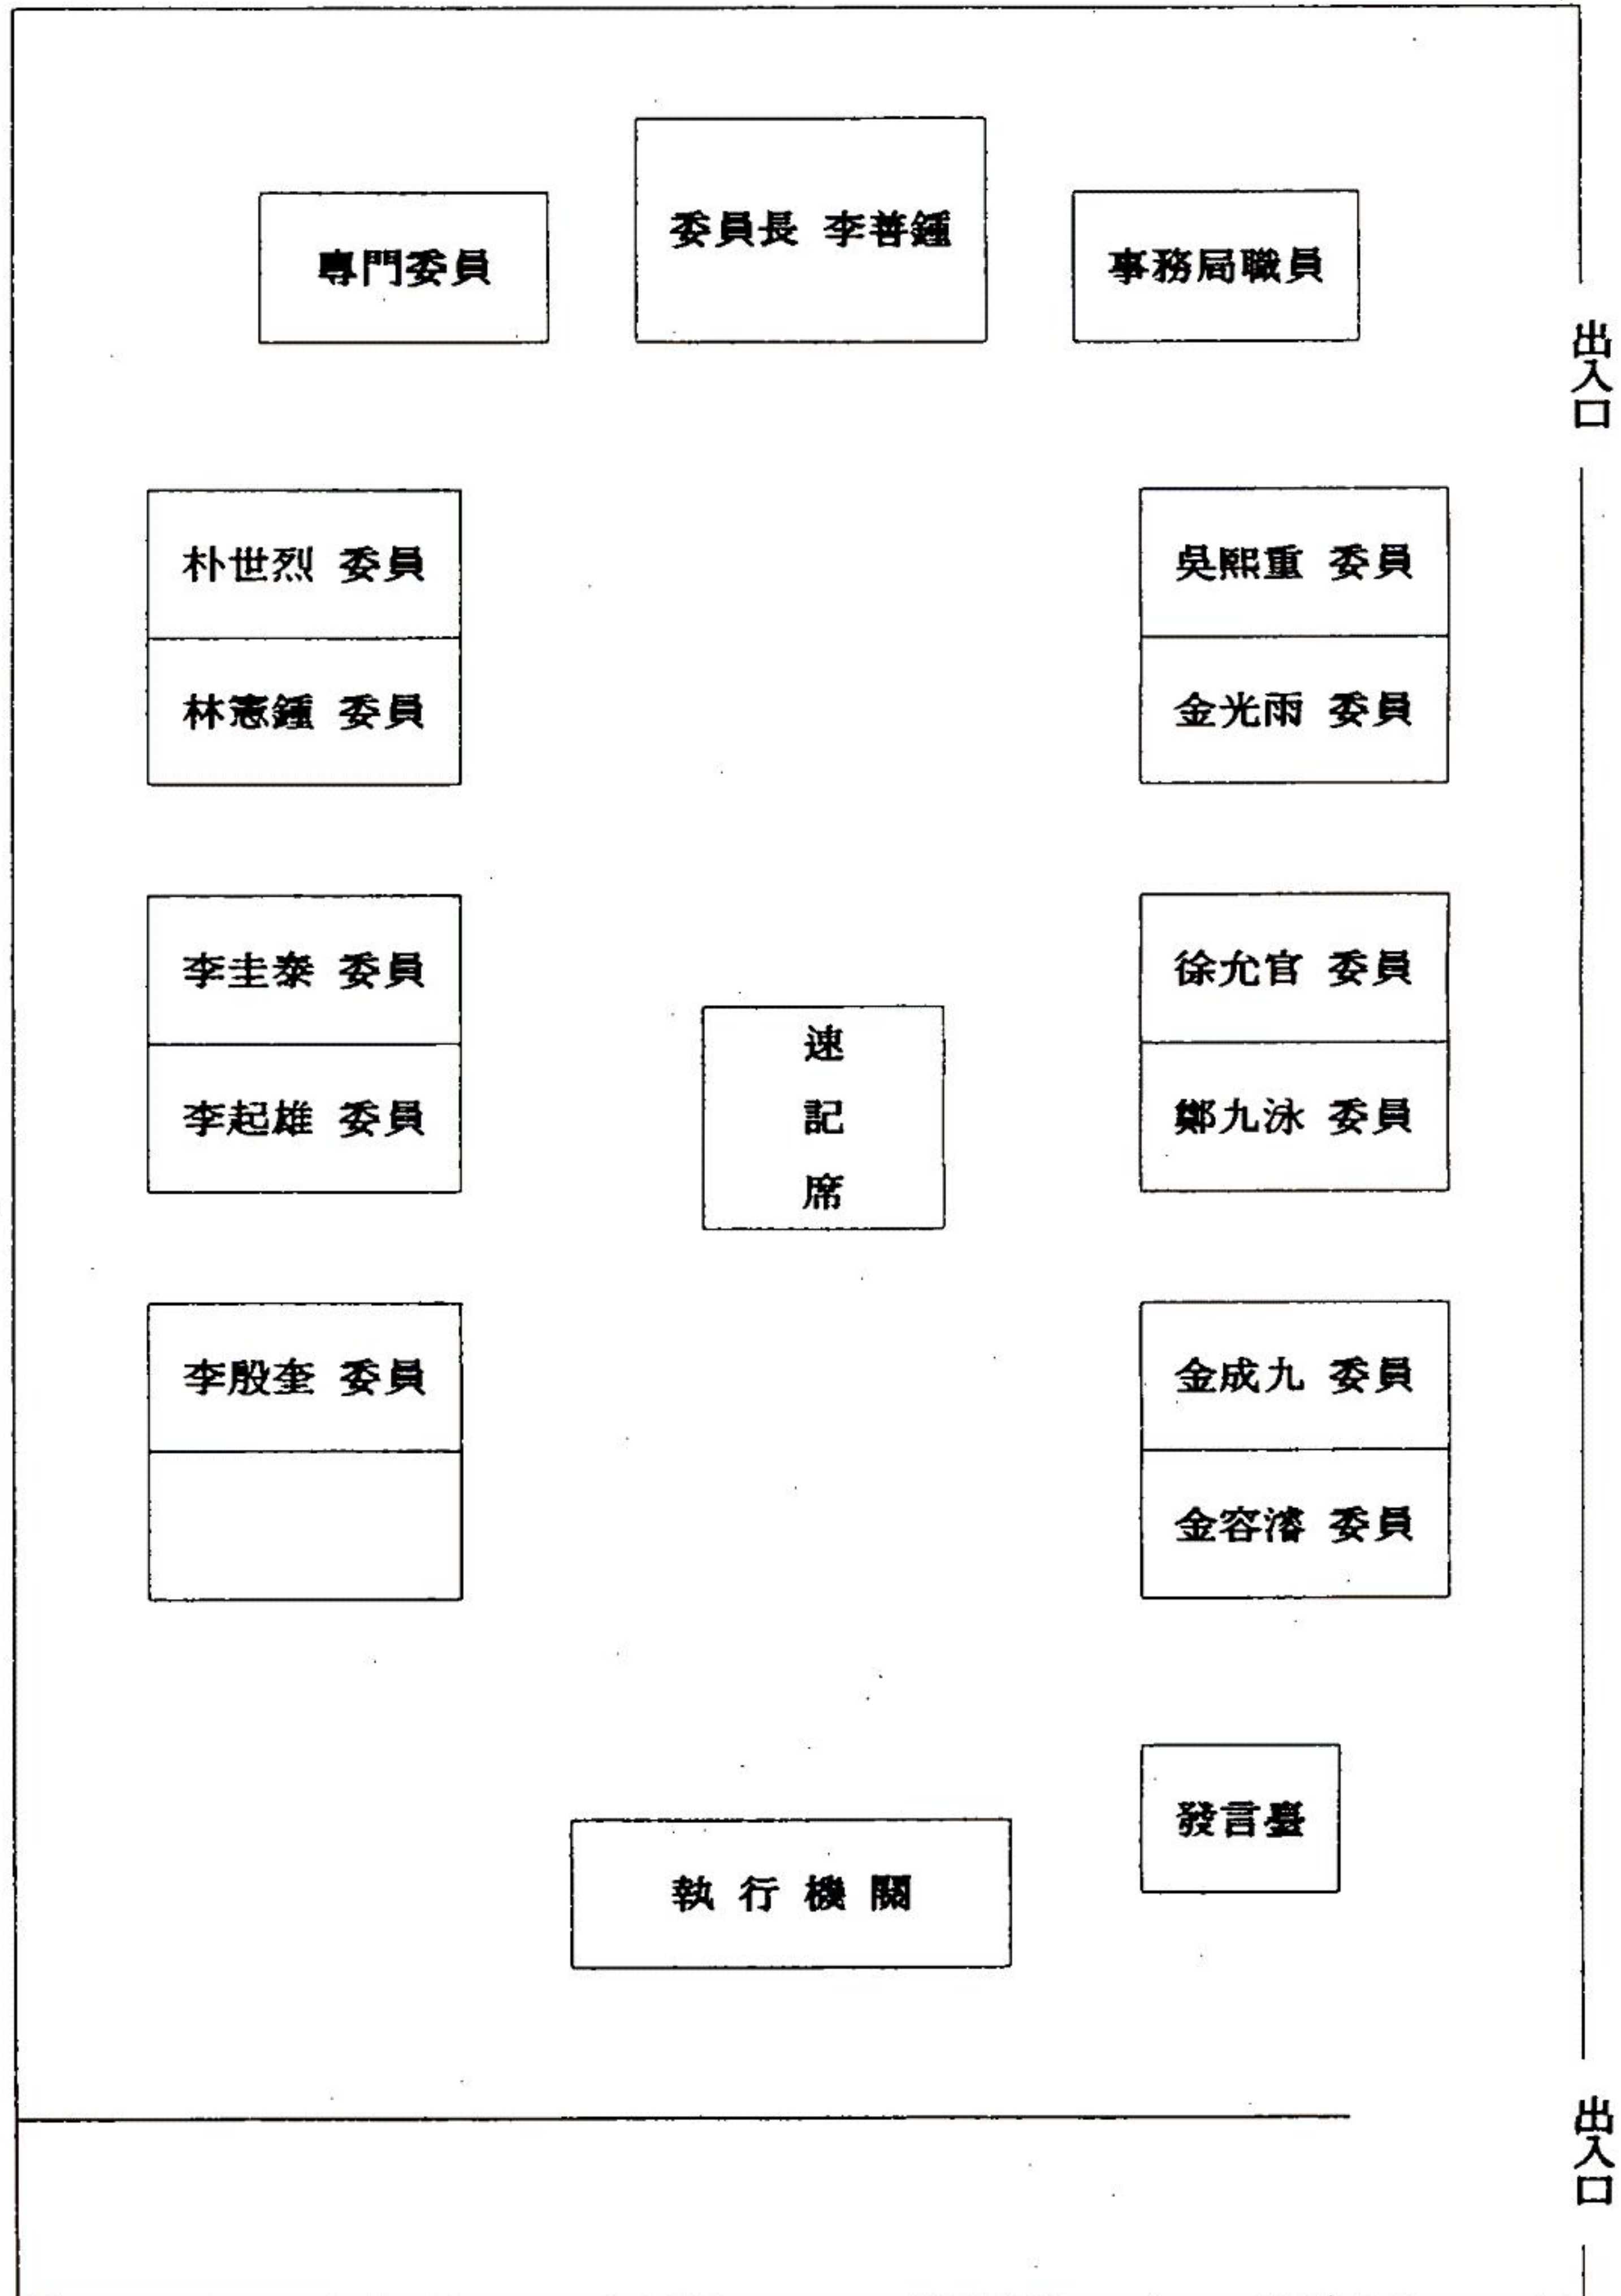 委員長 李善鍾
專門委員
事務局職員
出入口
朴世烈 委員
吳熙重 委員
林憲鍾 委員
金光雨 委員
李圭泰 委員
徐允官 委員
速記席
李起雄 委員
鄭九泳 委員
李殷奎 委員
金成九 委員
金容濬 委員
發言臺
執行機關
出入口